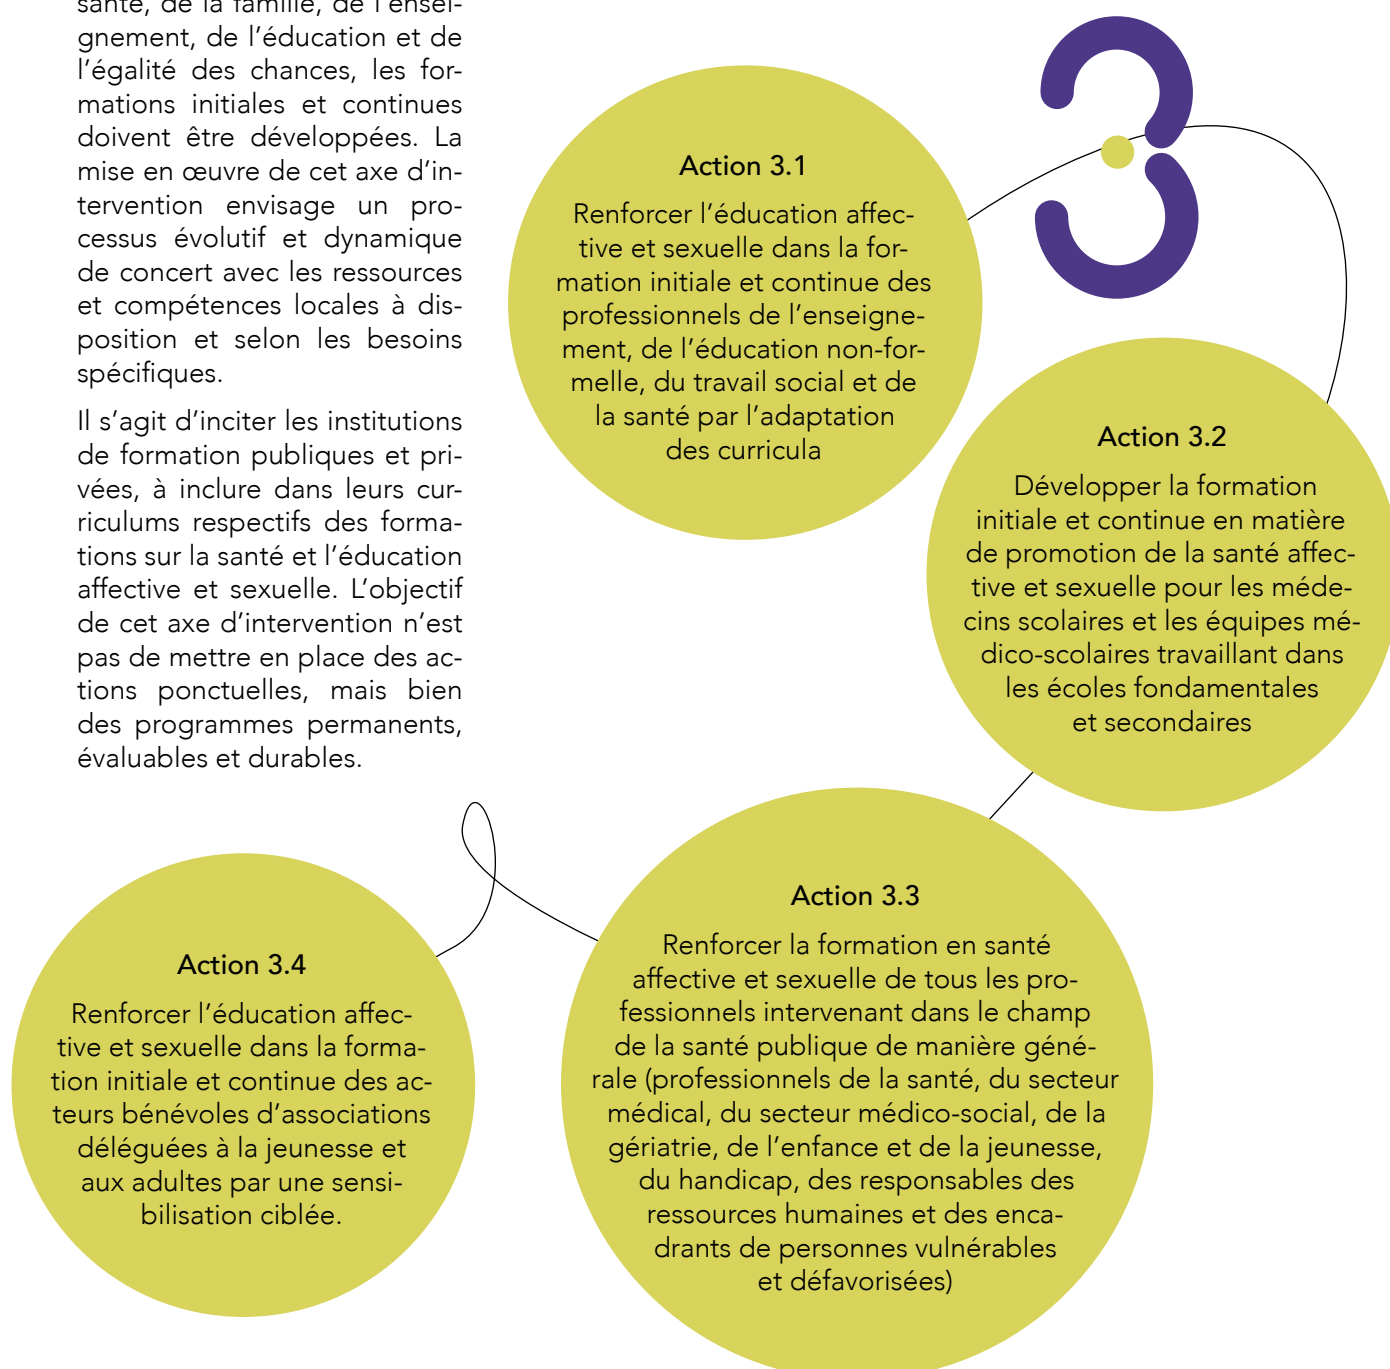 santé, de la famille, de l'ensei-
gnement, de l'éducation et de
l'égalité des chances, les for-
mations initiales et continues
doivent être développées. La
mise en œuvre de cet axe d'in-
tervention envisage un pro-
cessus évolutif et dynamique
de concert avec les ressources
et compétences locales à dis-
position et selon les besoins
spécifiques.
Il s'agit d'inciter les institutions
de formation publiques et pri-
vées, à inclure dans leurs cur-
riculums respectifs des forma-
tions sur la santé et l'éducation
affective et sexuelle. L'objectif
de cet axe d'intervention n'est
pas de mettre en place des ac-
tions ponctuelles, mais bien
des programmes permanents,
évaluables et durables.
3
Action 3.1
Renforcer l'éducation affec-
tive et sexuelle dans la for-
mation initiale et continue des
professionnels de l'enseigne-
ment, de l'éducation non-for-
melle, du travail social et de
la santé par l'adaptation
des curricula
Action 3.2
Développer la formation
initiale et continue en matière
de promotion de la santé affec-
tive et sexuelle pour les méde-
cins scolaires et les équipes mé-
dico-scolaires travaillant dans
les écoles fondamentales
et secondaires
Action 3.3
Renforcer la formation en santé
affective et sexuelle de tous les pro-
fessionnels intervenant dans le champ
de la santé publique de manière géné-
rale (professionnels de la santé, du secteur
médical, du secteur médico-social, de la
gériatrie, de l'enfance et de la jeunesse,
du handicap, des responsables des
ressources humaines et des enca-
drants de personnes vulnérables
et défavorisées)
Action 3.4
Renforcer l'éducation affec-
tive et sexuelle dans la forma-
tion initiale et continue des ac-
teurs bénévoles d'associations
déléguées à la jeunesse et
aux adultes par une sensi-
bilisation ciblée.